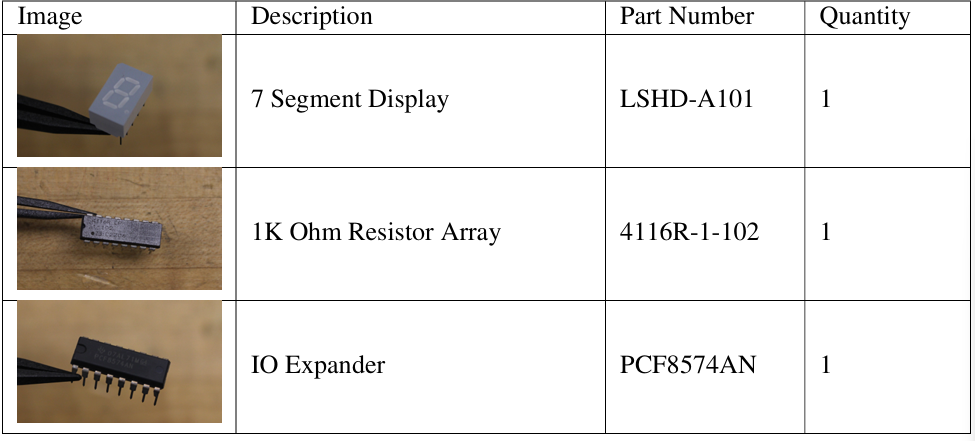 Image Description Part Number Quantity
7 Segment Display LSHD-A101 1
1K Ohm Resistor Array 4116R-1-102 1
IO Expander PCF8574AN 1